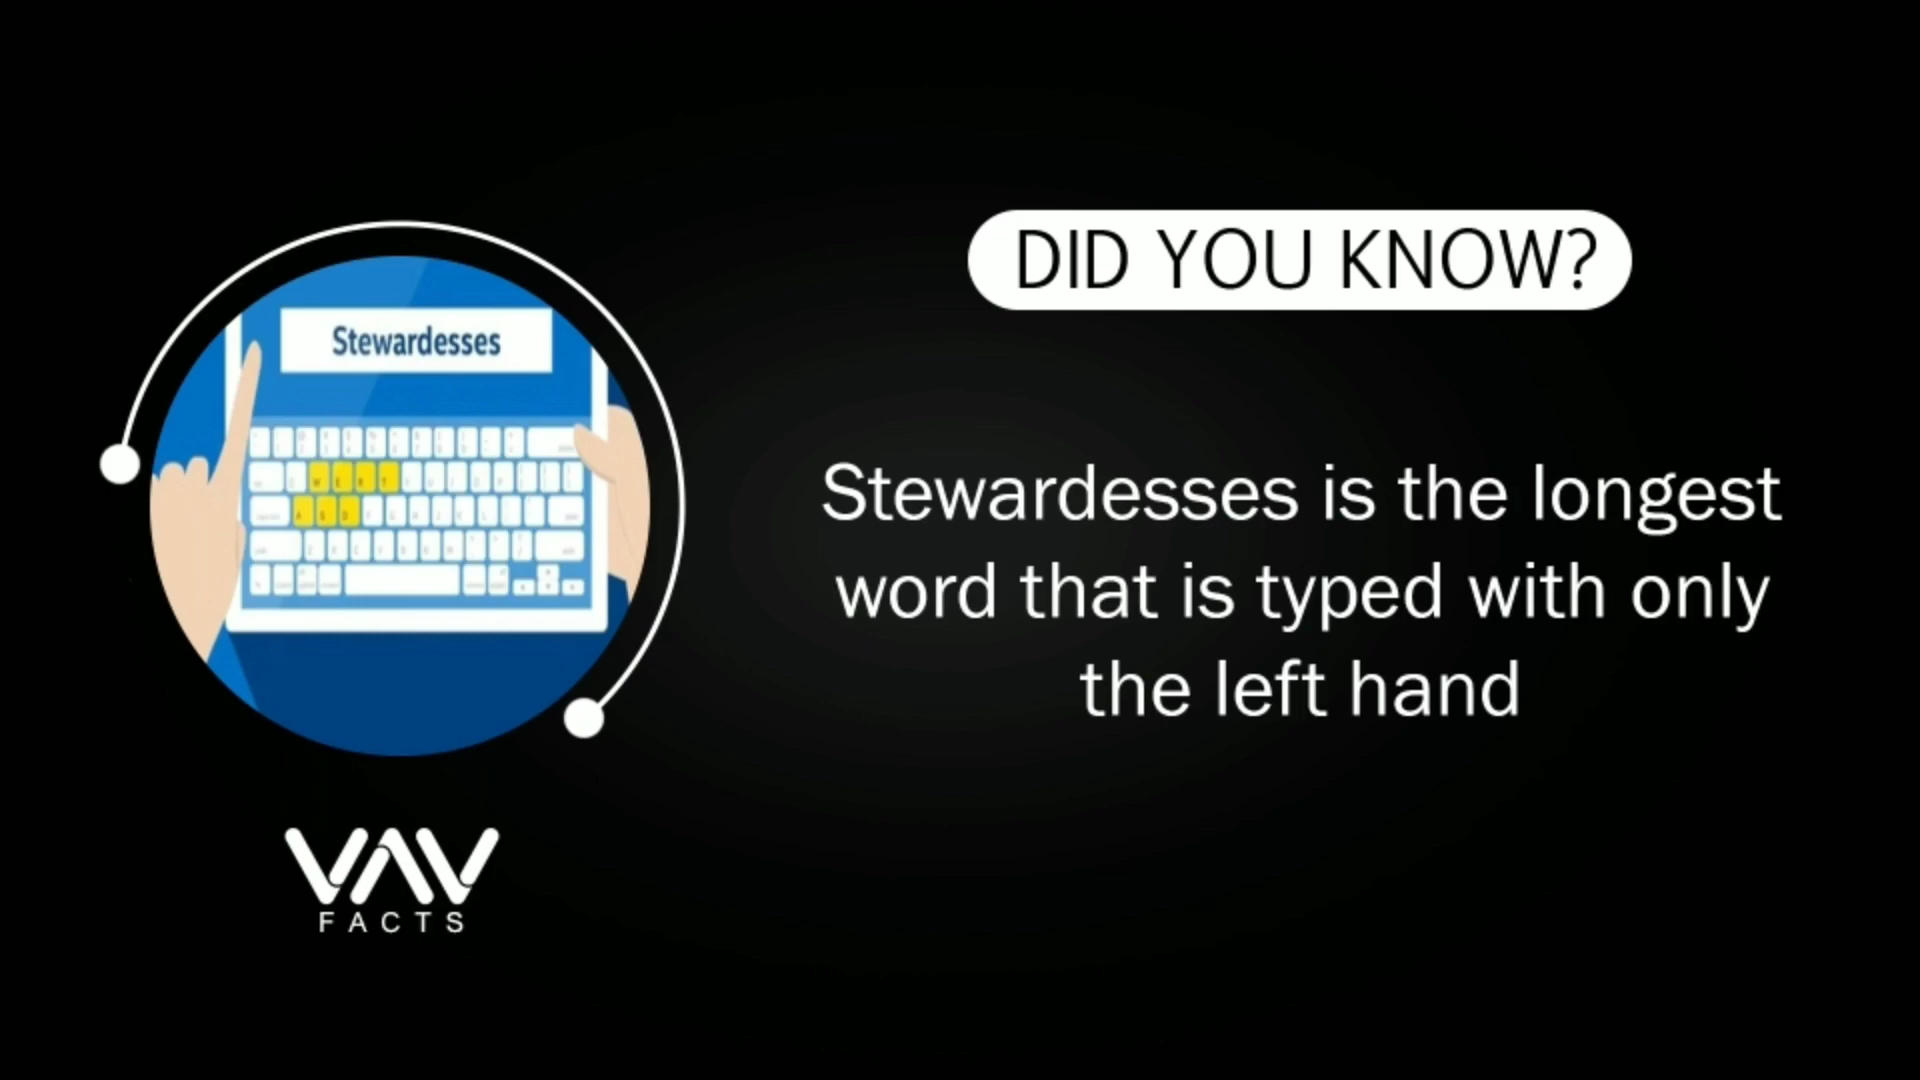 DID YOU KNOW?
Stewardesses
Stewardesses is the longest
word that is typed with only
the left hand
VAV
FACTS